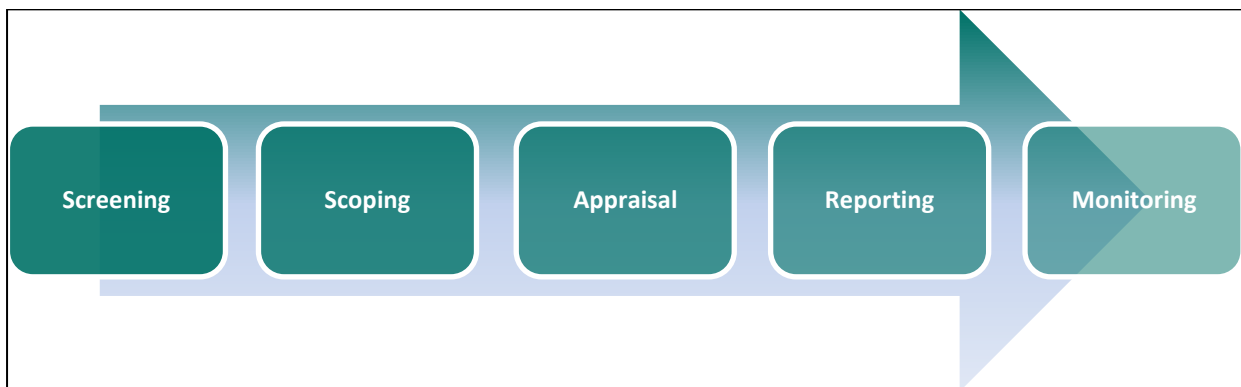 Screening
Scoping
Appraisal
Reporting
Monitoring